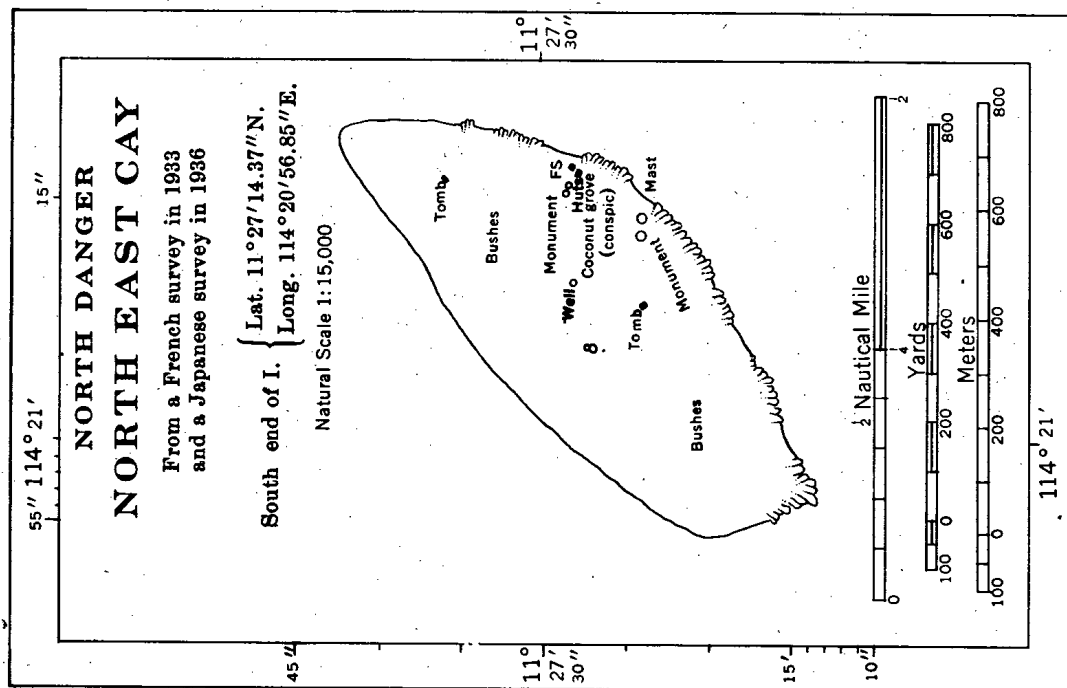 55" 114° 21'
15"
NORTH DANGER
NORTH EAST CAY
From a French survey in 1933
and a Japanese survey in 1936
South end of I. { Lat. 11°27'14.37"N.
Long. 114°20'56.85"E.
Natural Scale 1:15,000
45"
11°
27'
30"
15'
10"
11°
27'
30"
Tomb
Bushes
Monument
FS
Huts
Well
Coconut grove
(conspic)
8
Tomb
Monument
Mast
Bushes
0
1/2 Nautical Mile
4
2
Yards
100 0 200 400 600 800
Meters
100 0 200 400 600 800
114° 21'